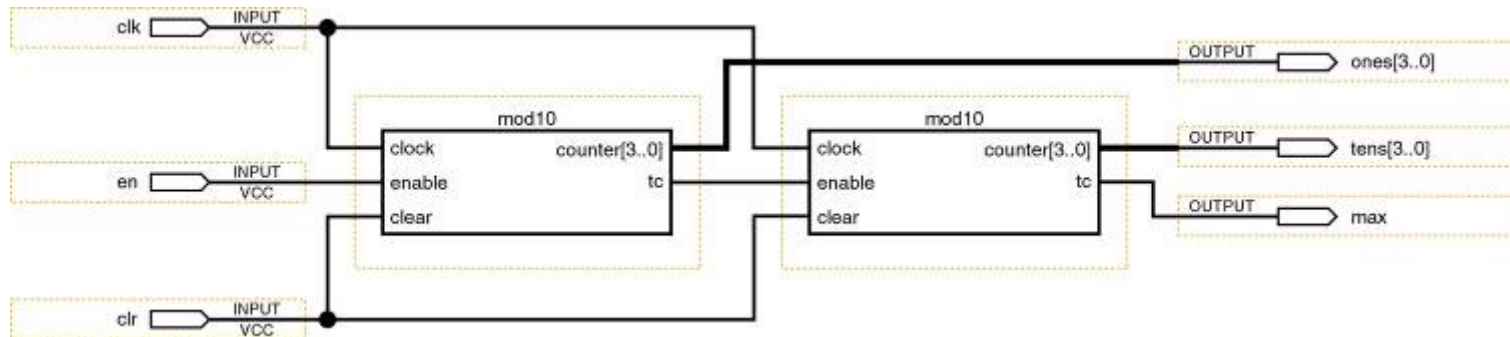 clk
INPUT
VCC
OUTPUT
ones[3..0]
mod10
clock
counter[3..0]
enable
tc
clear
mod10
clock
counter[3..0]
enable
tc
clear
OUTPUT
tens[3..0]
en
INPUT
VCC
OUTPUT
max
clr
INPUT
VCC